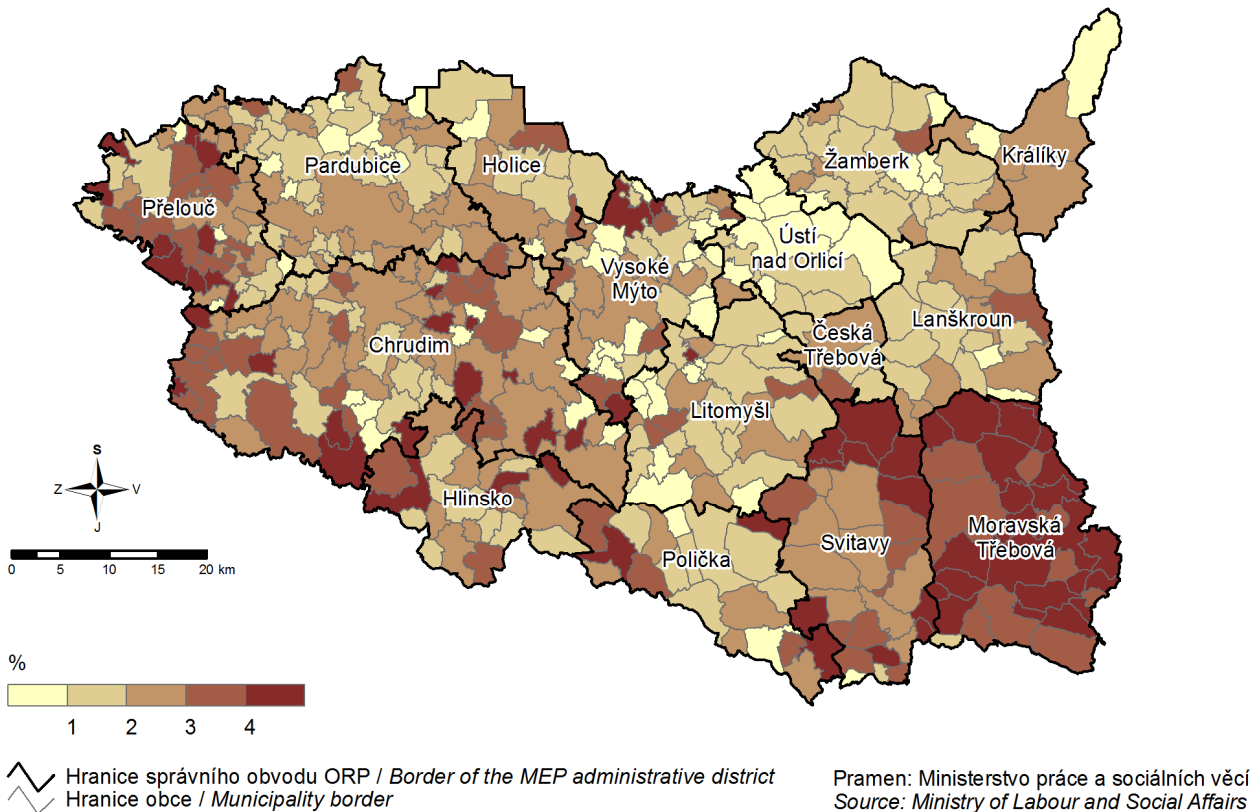 Pardubice
Holice
Žamberk
Králíky
Přelouč
Ústí
nad Orlicí
Vysoké
Mýto
Lanškroun
Chrudim
Česká
Třebová
Litomyšl
S
Z
V
J
Hlinsko
Moravská
Třebová
Svitavy
Polička
0 5 10 15 20 km
%
1 2 3 4
Hranice správního obvodu ORP / Border of the MEP administrative district
Hranice obce / Municipality border
Pramen: Ministerstvo práce a sociálních věcí
Source: Ministry of Labour and Social Affairs